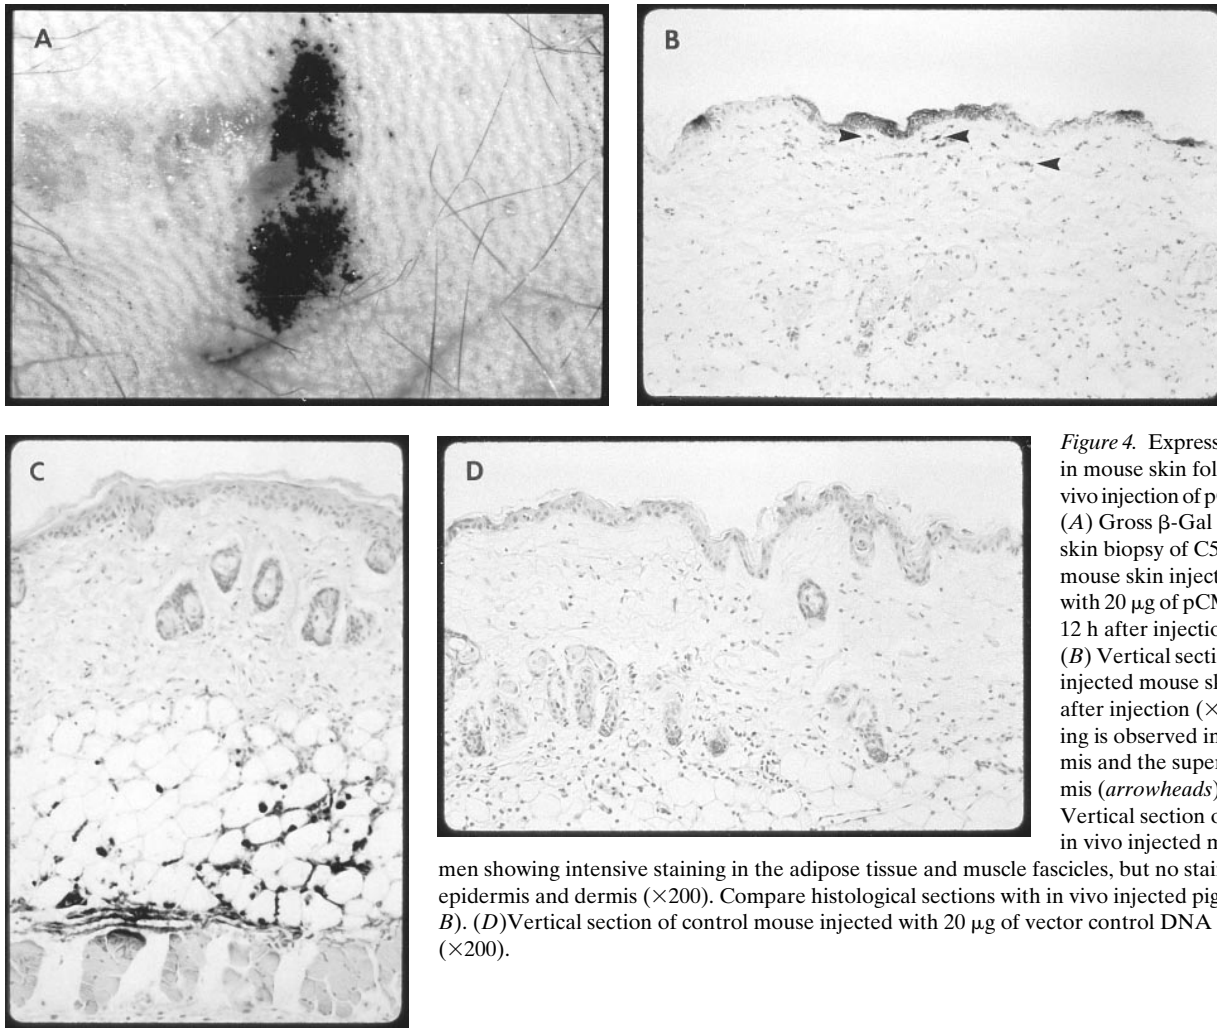 A
B
C
D
Figure 4. Express
in mouse skin fol
vivo injection of p
(A) Gross β-Gal
skin biopsy of C5
mouse skin inject
with 20 μg of pCM
12 h after injectio
(B) Vertical secti
injected mouse sk
after injection (×
ing is observed in
mis and the super
mis (arrowheads)
Vertical section o
in vivo injected m
men showing intensive staining in the adipose tissue and muscle fascicles, but no stai
epidermis and dermis (×200). Compare histological sections with in vivo injected pig
B). (D)Vertical section of control mouse injected with 20 μg of vector control DNA
(×200).